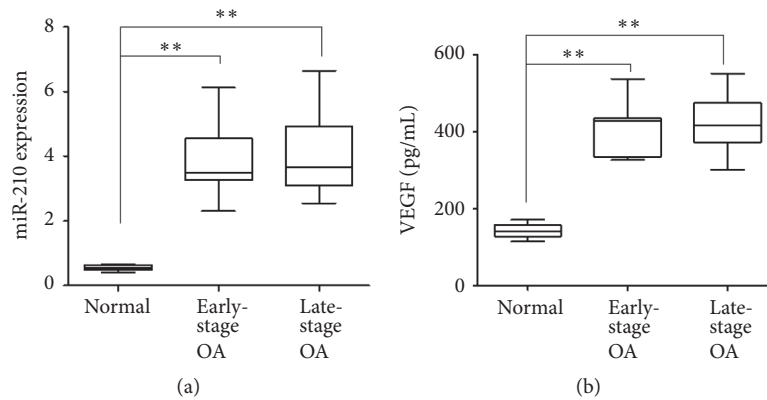 **
**
8
6
4
2
0
miR-210 expression
Normal
Early-
stage
OA
Late-
stage
OA
(a)
**
**
600
400
200
0
VEGF (pg/mL)
Normal
Early-
stage
OA
Late-
stage
OA
(b)